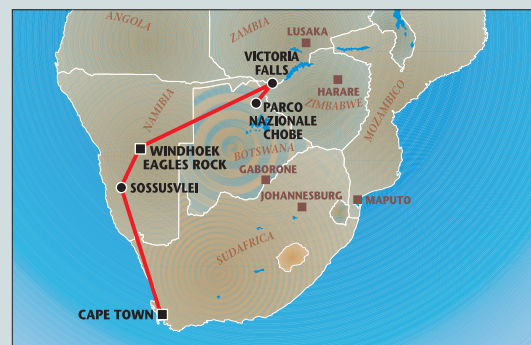 ANGOLA
ZAMBIA
LUSAKA
VICTORIA
FALLS
HARARE
ZIMBABWE
MOZAMBICO
PARCO
NAZIONALE
CHOBE
NAMIBIA
WINDHOEK
EAGLES ROCK
BOTSWANA
GABORONE
SOSSUSVLEI
JOHANNESBURG
MAPUTO
SUDAFRICA
CAPE TOWN